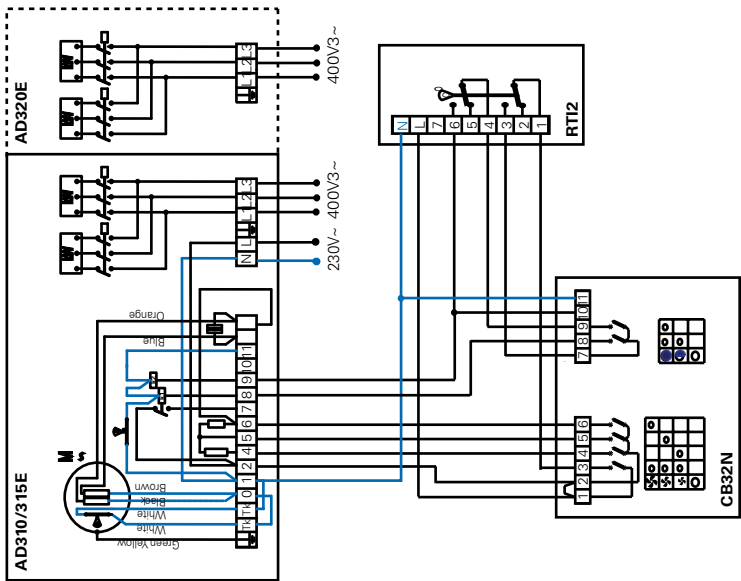 AD320E
L1 L2 L3
400V3~
AD310/315E
L1 L2 L3
400V3~
N L
230V~
Orange
Blue
M
Brown
Black
White
White
Green Yellow
Tk Tk 0 1 2 4 5 6 7 8 9 10 11
RTI2
N L 7 6 5 4 3 2 1
CB32N
7 8 9 10 11
1 2 3 4 5 6